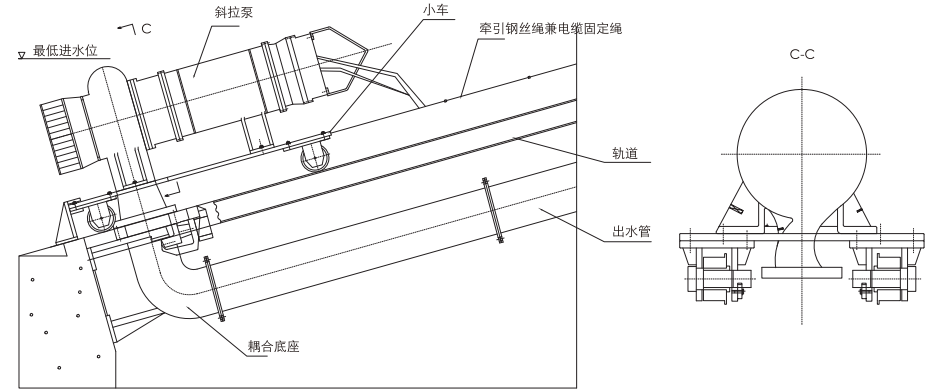 斜拉泵
小车
C
牵引钢丝绳兼电缆固定绳
最低进水位
C-C
轨道
出水管
耦合底座